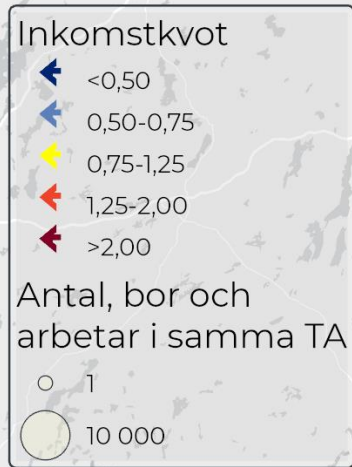 Inkomstkvot
<0,50
0,50-0,75
0,75-1,25
1,25-2,00
>2,00
Antal, bor och
arbetar i samma TA
1
10 000